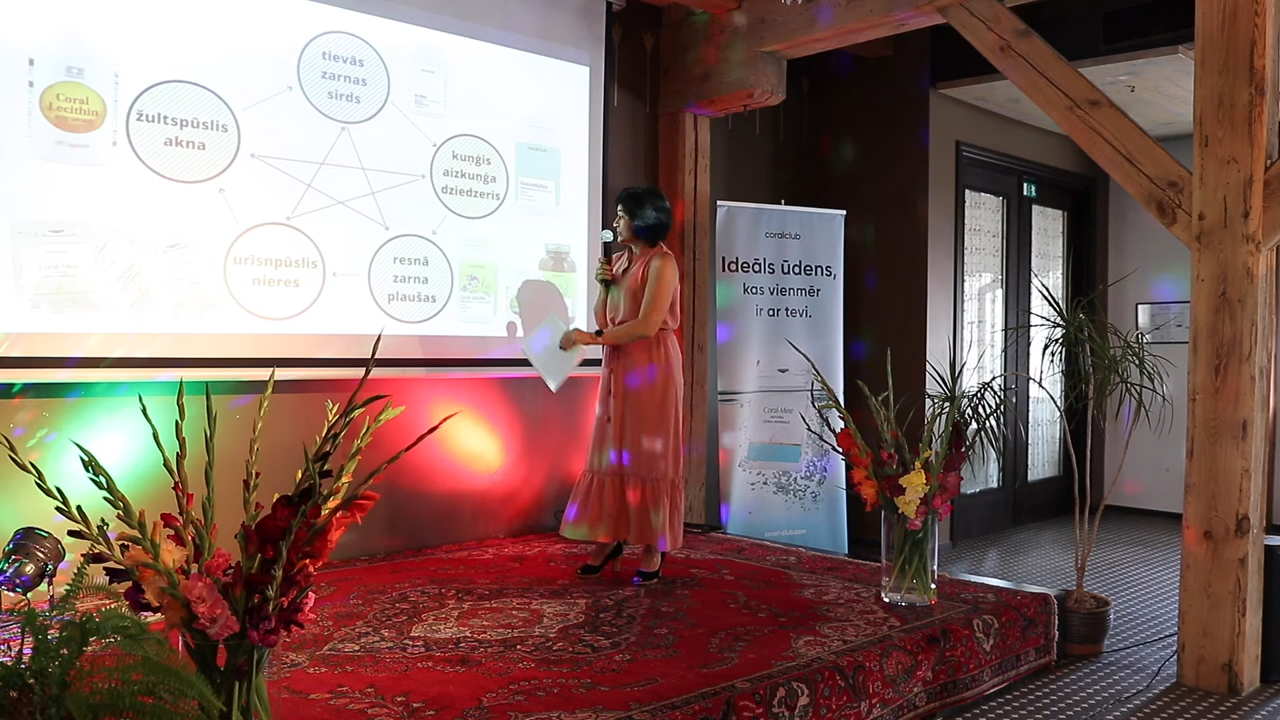 Coral
Lecithin
žultspūslis
akna
tievās
zarnas
sirds
kuņģis
aizkuņģa
dziedzeris
resnā
zarna
plaušas
urīsnpūslis
nieres
coralclub
Ideāls ūdens,
kas vienmēr
ir ar tevi.
Coral-Mine
coral-club.com